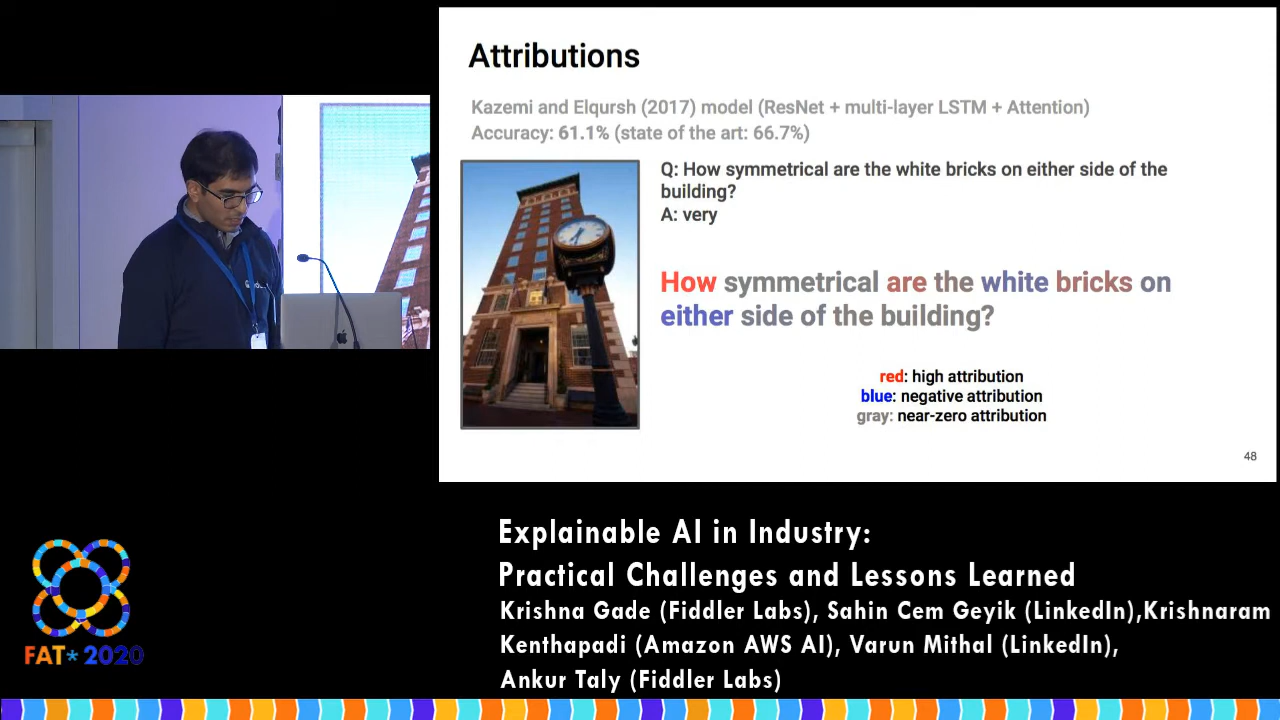 Attributions
Kazemi and Elqursh (2017) model (ResNet + multi-layer LSTM + Attention)
Accuracy: 61.1% (state of the art: 66.7%)
Q: How symmetrical are the white bricks on either side of the
building?
A: very
How symmetrical are the white bricks on
either side of the building?
red: high attribution
blue: negative attribution
gray: near-zero attribution
48
Explainable AI in Industry:
Practical Challenges and Lessons Learned
Krishna Gade (Fiddler Labs), Sahin Cem Geyik (LinkedIn),Krishnaram
Kenthapadi (Amazon AWS AI), Varun Mithal (LinkedIn),
Ankur Taly (Fiddler Labs)
FAT* 2020